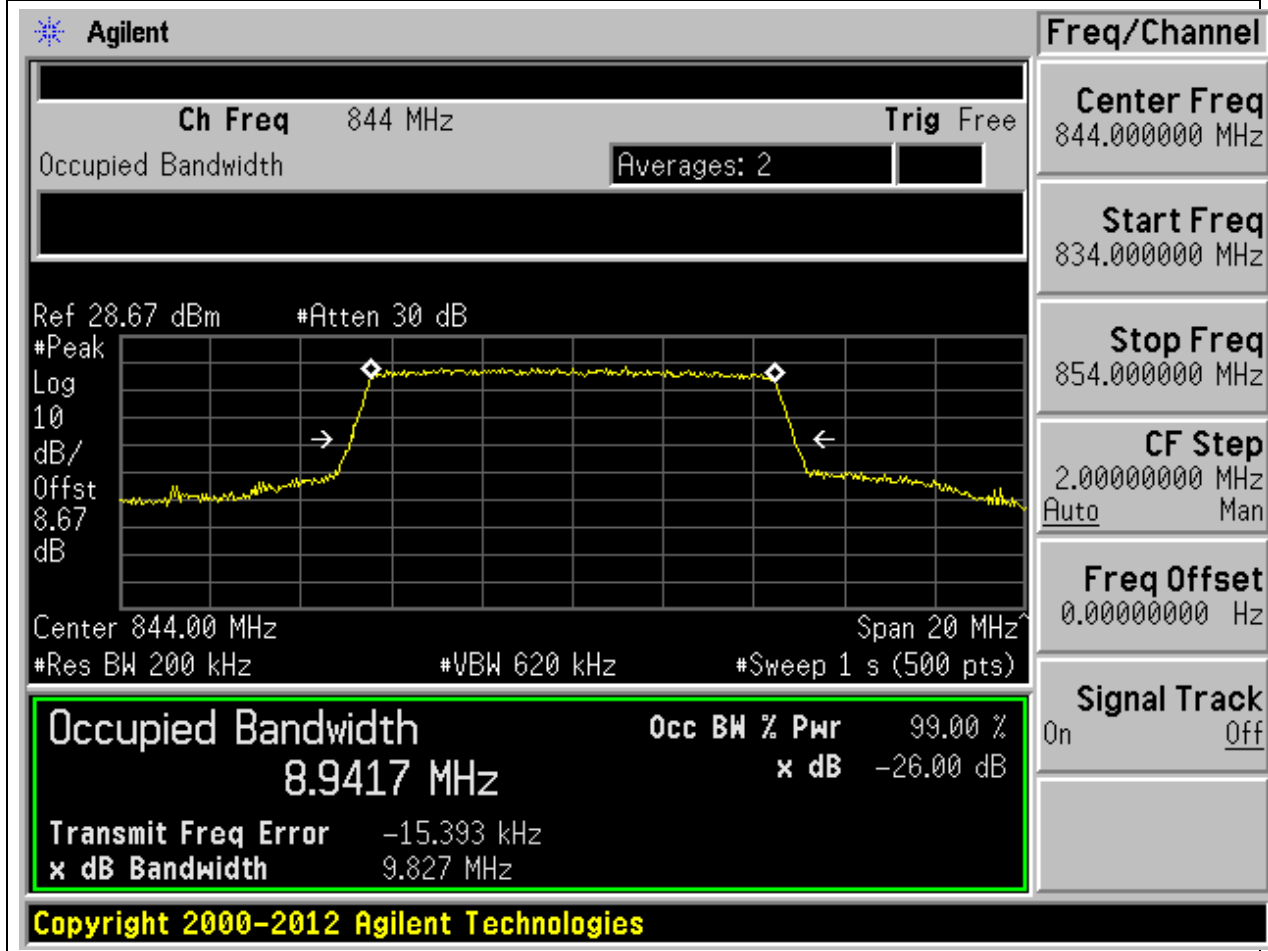 Agilent
Freq/Channel
Ch Freq 844 MHz Trig Free
Occupied Bandwidth Averages: 2
Center Freq
844.000000 MHz
Start Freq
834.000000 MHz
Stop Freq
854.000000 MHz
CF Step
2.00000000 MHz
Auto Man
Freq Offset
0.00000000 Hz
Signal Track
On Off
Ref 28.67 dBm #Atten 30 dB
#Peak
Log
10
dB/
Offst
8.67
dB
Center 844.00 MHz Span 20 MHz^
#Res BW 200 kHz #VBW 620 kHz #Sweep 1 s (500 pts)
Occupied Bandwidth Occ BW % Pwr 99.00 %
8.9417 MHz x dB -26.00 dB
Transmit Freq Error -15.393 kHz
x dB Bandwidth 9.827 MHz
Copyright 2000-2012 Agilent Technologies